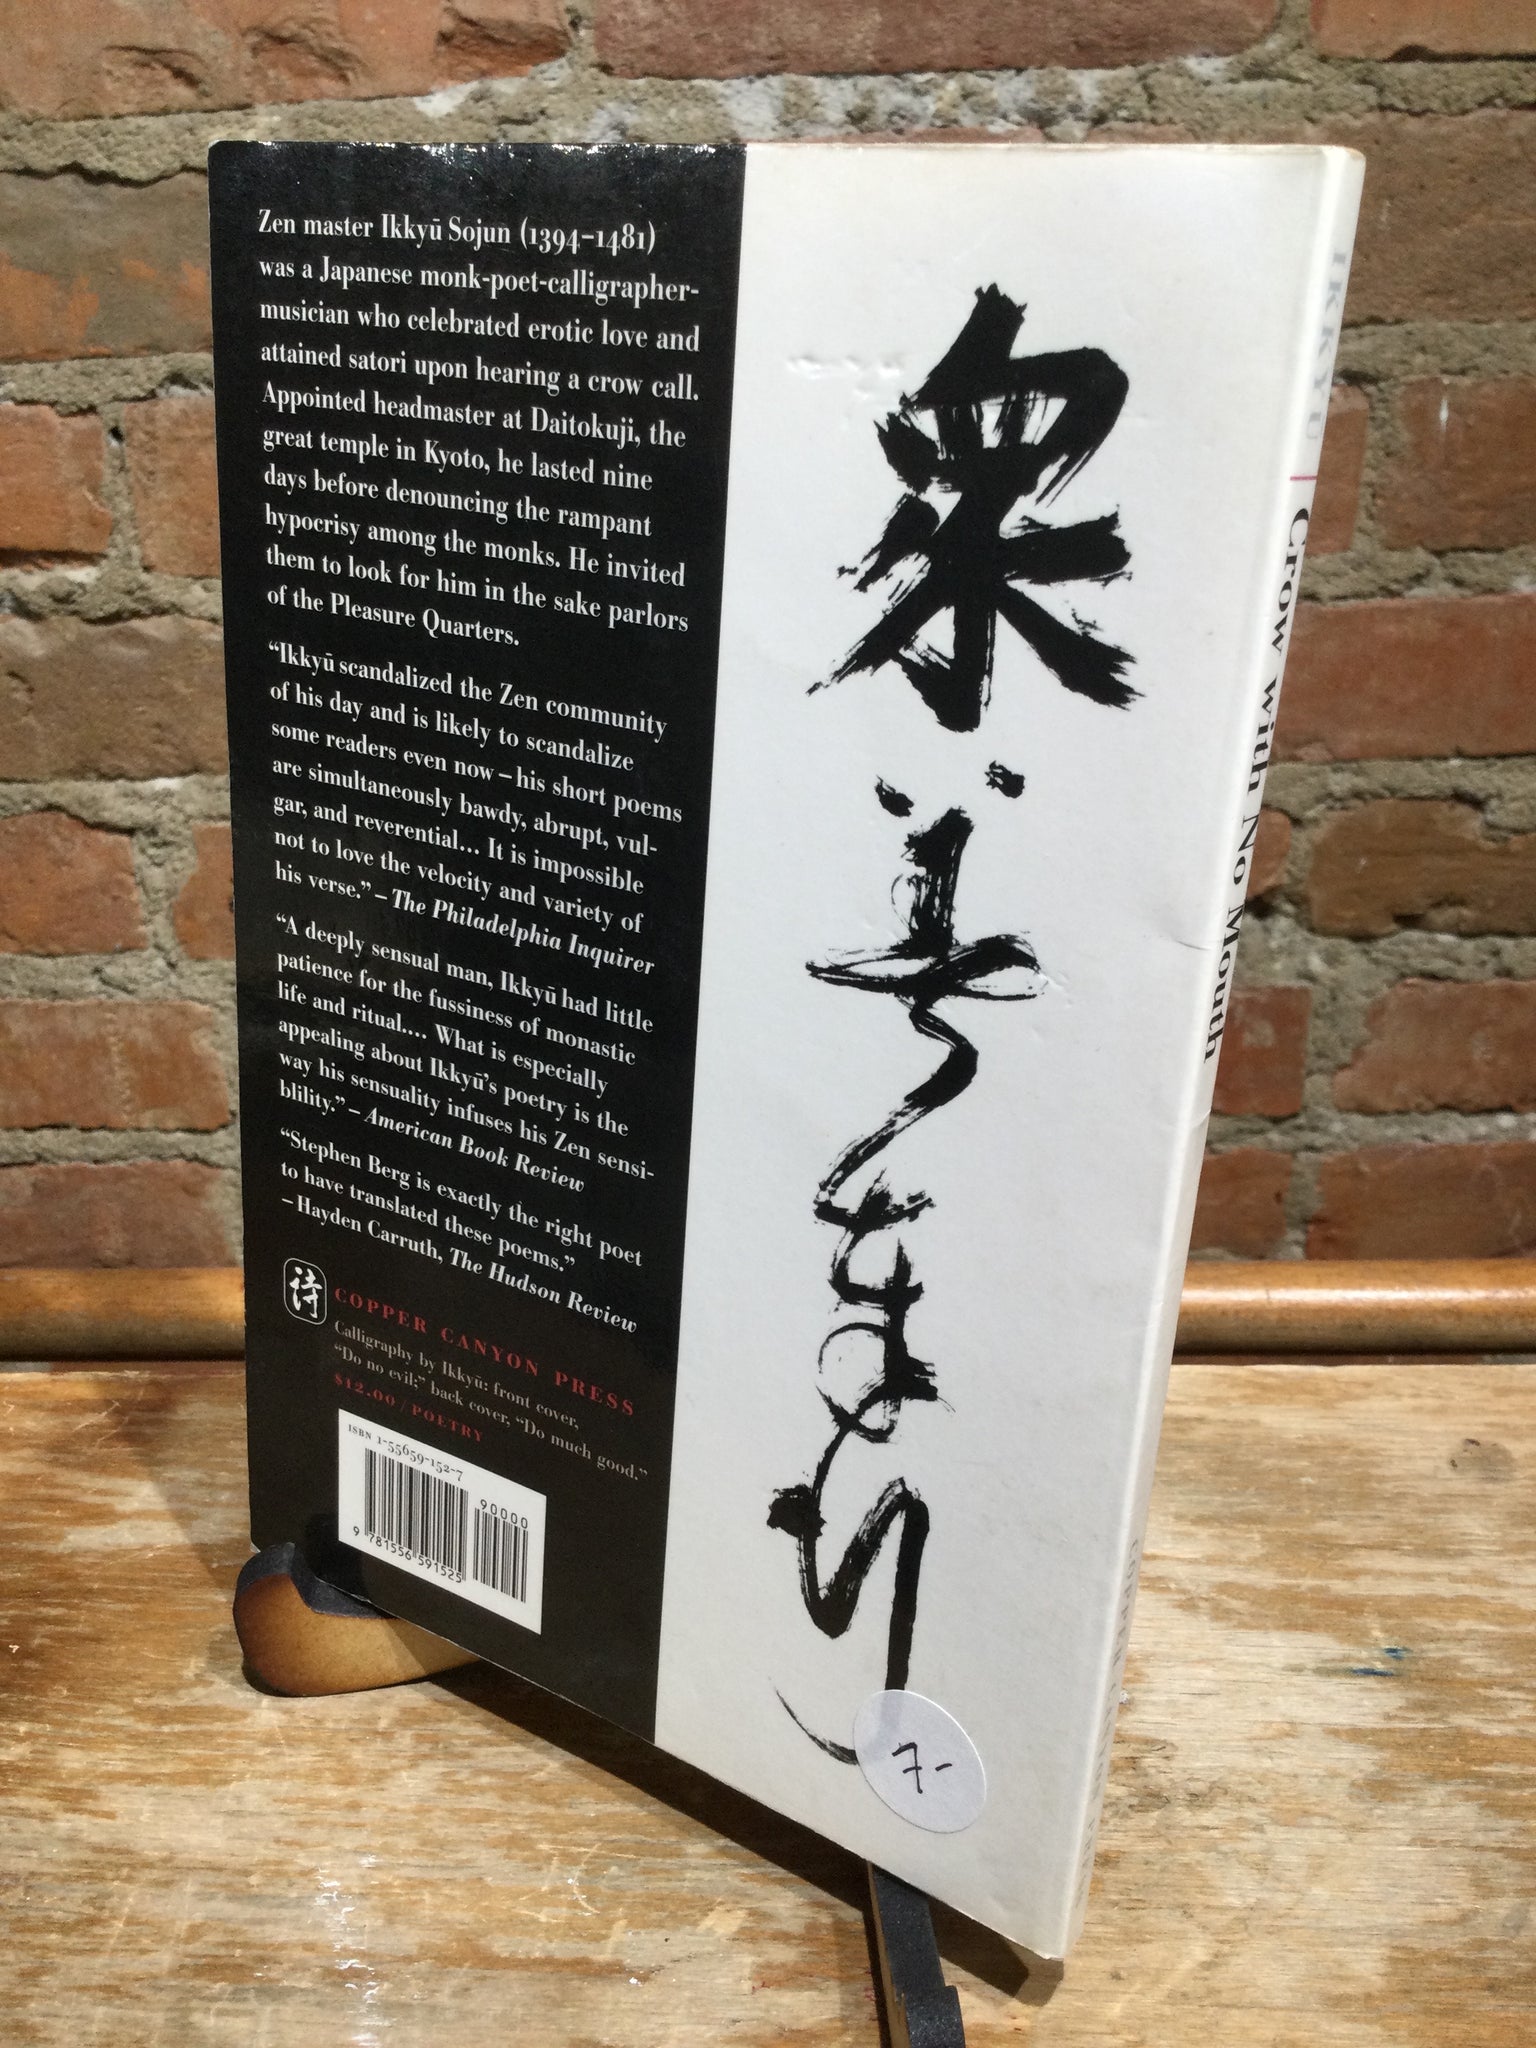 Zen master Ikkyū Sojun (1394–1481)
was a Japanese monk-poet-calligrapher-
musician who celebrated erotic love and
attained satori upon hearing a crow call.
Appointed headmaster at Daitokuji, the
great temple in Kyoto, he lasted nine
days before denouncing the rampant
hypocrisy among the monks. He invited
them to look for him in the sake parlors
of the Pleasure Quarters.
“Ikkyū scandalized the Zen community
of his day and is likely to scandalize
some readers even now – his short poems
are simultaneously bawdy, abrupt, vul-
gar, and reverential… It is impossible
not to love the velocity and variety of
his verse.” – The Philadelphia Inquirer
“A deeply sensual man, Ikkyū had little
patience for the fussiness of monastic
life and ritual.… What is especially
appealing about Ikkyū’s poetry is the
way his sensuality infuses his Zen sensi-
blility.” – American Book Review
“Stephen Berg is exactly the right poet
to have translated these poems.”
– Hayden Carruth, The Hudson Review
詩
COPPER CANYON PRESS
Calligraphy by Ikkyū: front cover,
“Do no evil;” back cover, “Do much good.”
$12.00 / POETRY
ISBN 1-55659-152-7
90000
9 781556 591525
衆善奉行
7-
IKKYŪ | Crow With No Mouth
COPPER CANYON PRESS